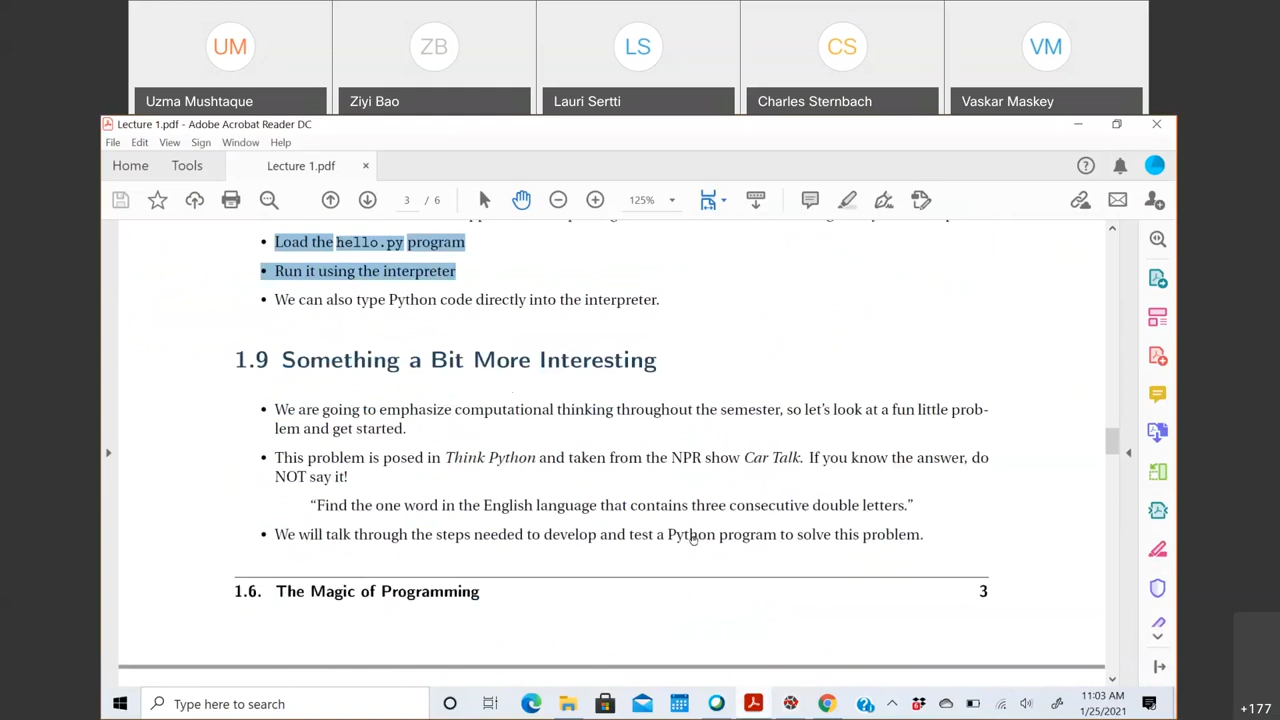 UM
ZB
LS
CS
VM
Uzma Mushtaque
Ziyi Bao
Lauri Sertti
Charles Sternbach
Vaskar Maskey
Lecture 1.pdf - Adobe Acrobat Reader DC
File Edit View Sign Window Help
Home Tools Lecture 1.pdf ×
3 / 6 125%
• Load the hello.py program
• Run it using the interpreter
• We can also type Python code directly into the interpreter.
1.9 Something a Bit More Interesting
• We are going to emphasize computational thinking throughout the semester, so let's look at a fun little prob-
lem and get started.
• This problem is posed in Think Python and taken from the NPR show Car Talk. If you know the answer, do
NOT say it!
“Find the one word in the English language that contains three consecutive double letters.”
• We will talk through the steps needed to develop and test a Python program to solve this problem.
1.6. The Magic of Programming 3
Type here to search
11:03 AM
1/25/2021
+177